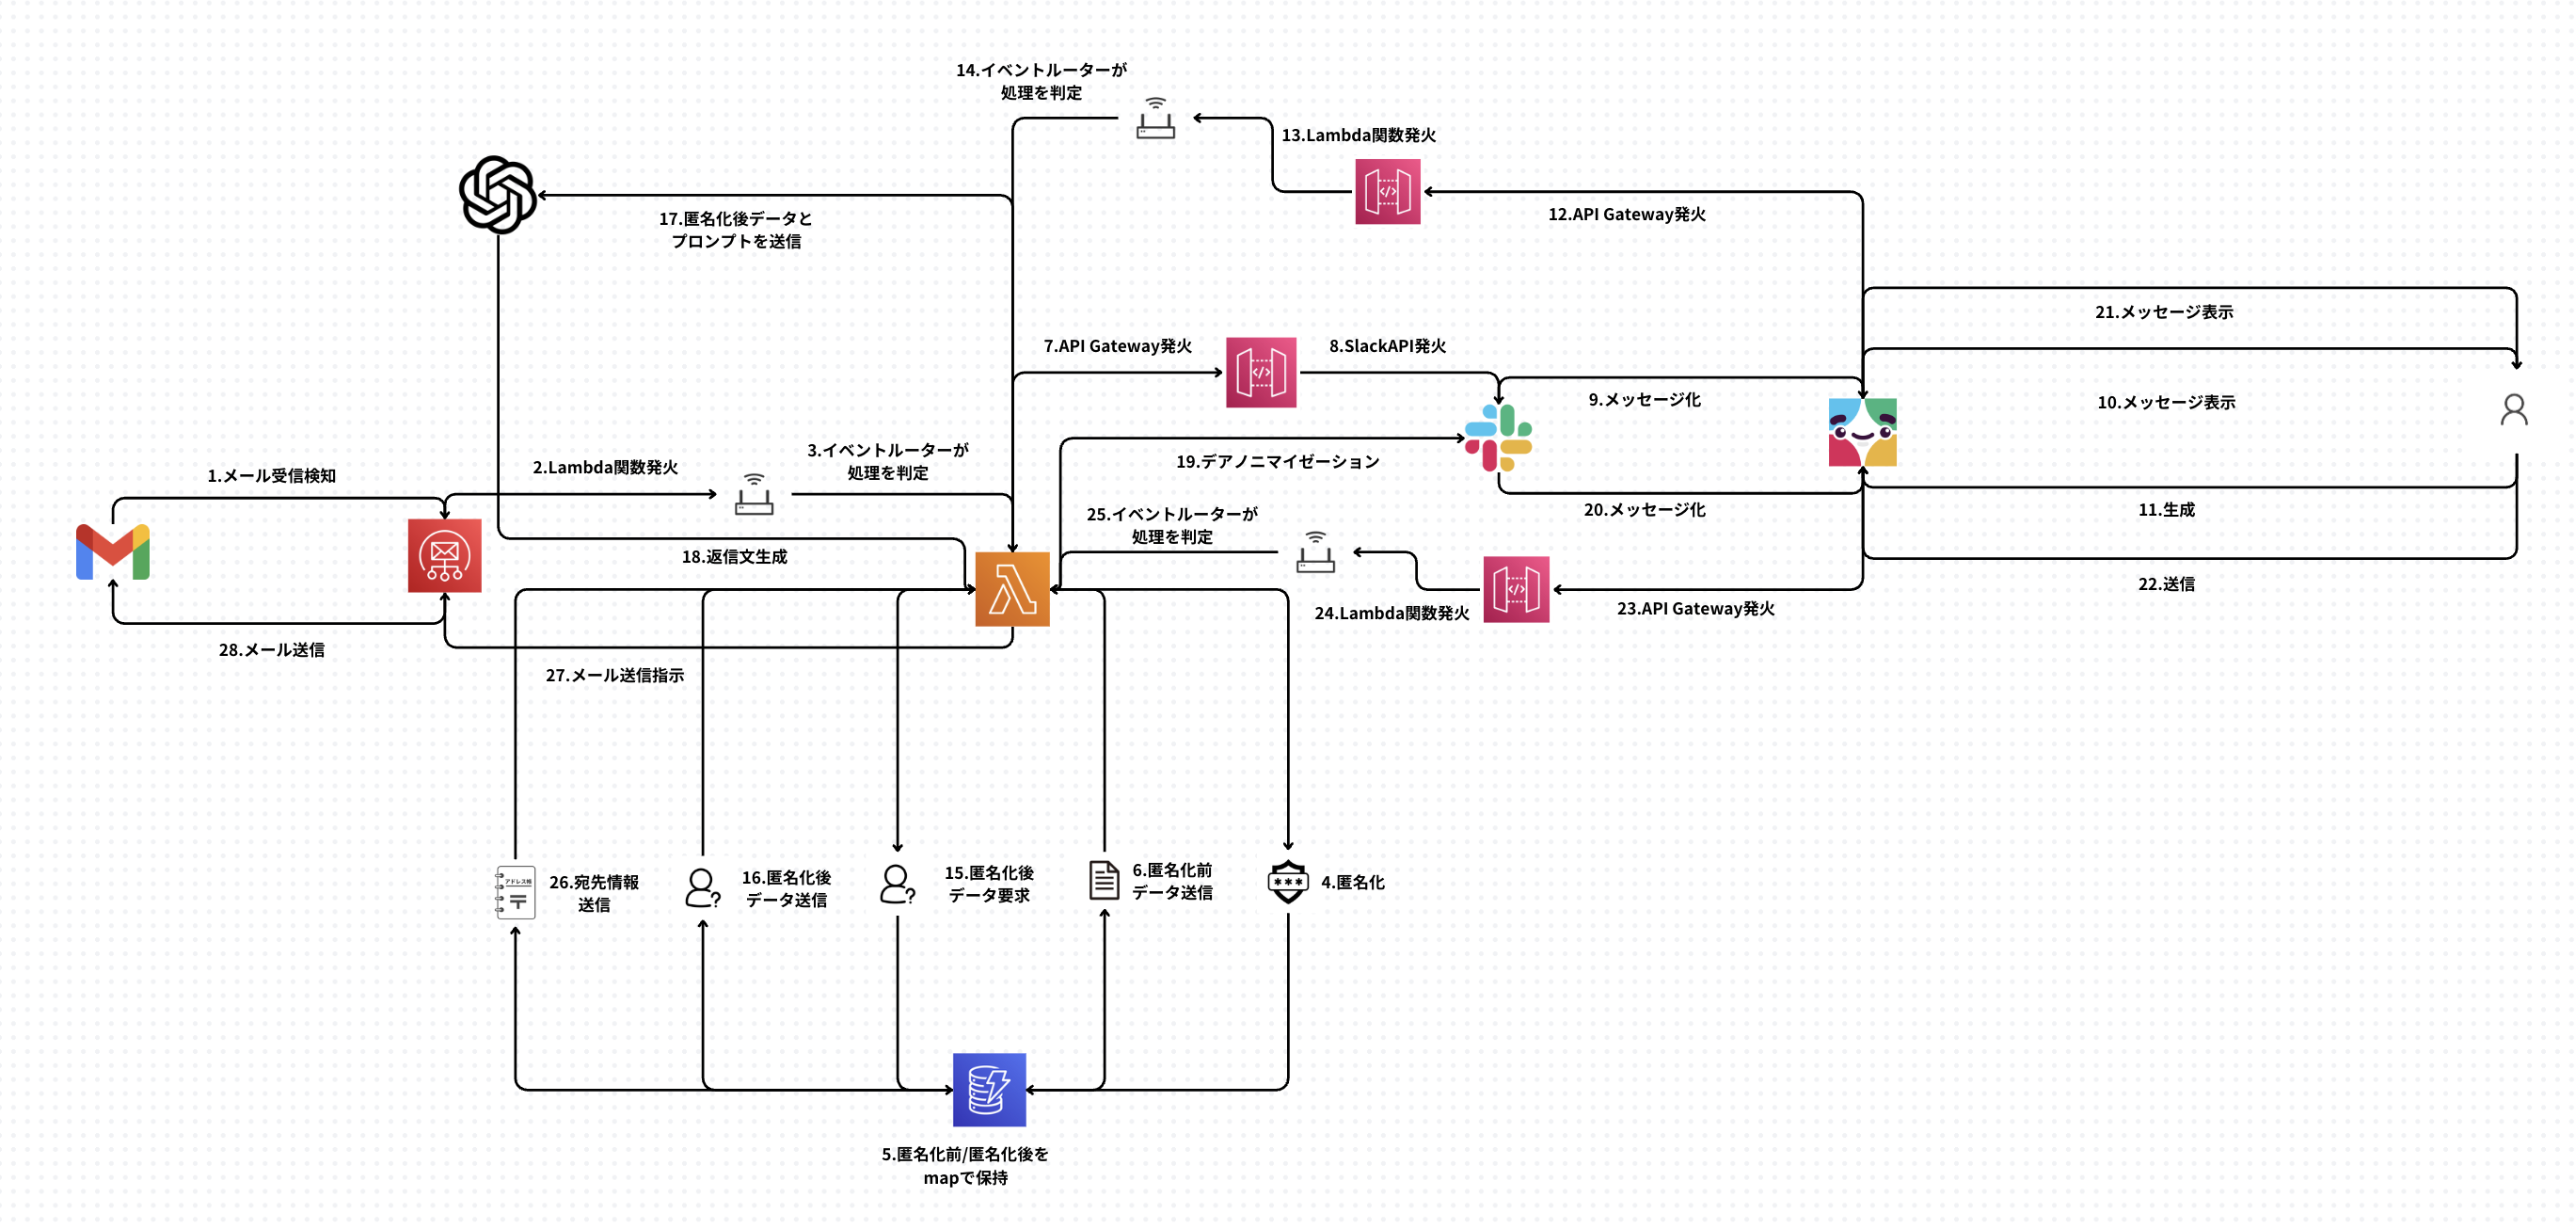 14.イベントルーターが
処理を判定
13.Lambda関数発火
17.匿名化後データと
プロンプトを送信
12.API Gateway発火
21.メッセージ表示
7.API Gateway発火
8.SlackAPI発火
9.メッセージ化
10.メッセージ表示
1.メール受信検知
2.Lambda関数発火
3.イベントルーターが
処理を判定
19.デアノニマイゼーション
20.メッセージ化
11.生成
25.イベントルーターが
処理を判定
18.返信文生成
22.送信
24.Lambda関数発火
23.API Gateway発火
28.メール送信
27.メール送信指示
アドレス帳
〒
26.宛先情報
送信
16.匿名化後
データ送信
15.匿名化後
データ要求
6.匿名化前
データ送信
***
4.匿名化
5.匿名化前/匿名化後を
mapで保持